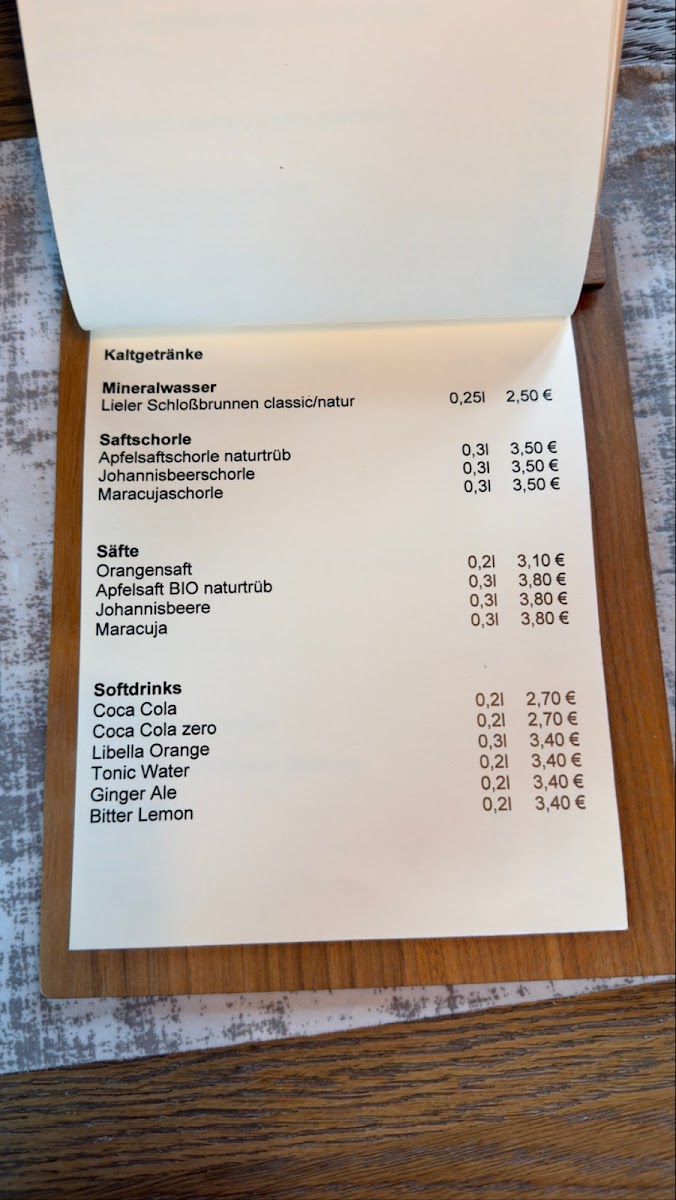 Kaltgetränke
Mineralwasser
Lieler Schloßbrunnen classic/natur 0,25l 2,50 €
Saftschorle
Apfelsaftschorle naturtrüb 0,3l 3,50 €
Johannisbeerschorle 0,3l 3,50 €
Maracujaschorle 0,3l 3,50 €
Säfte
Orangensaft 0,2l 3,10 €
Apfelsaft BIO naturtrüb 0,3l 3,80 €
Johannisbeere 0,3l 3,80 €
Maracuja 0,3l 3,80 €
Softdrinks
Coca Cola 0,2l 2,70 €
Coca Cola zero 0,2l 2,70 €
Libella Orange 0,3l 3,40 €
Tonic Water 0,2l 3,40 €
Ginger Ale 0,2l 3,40 €
Bitter Lemon 0,2l 3,40 €